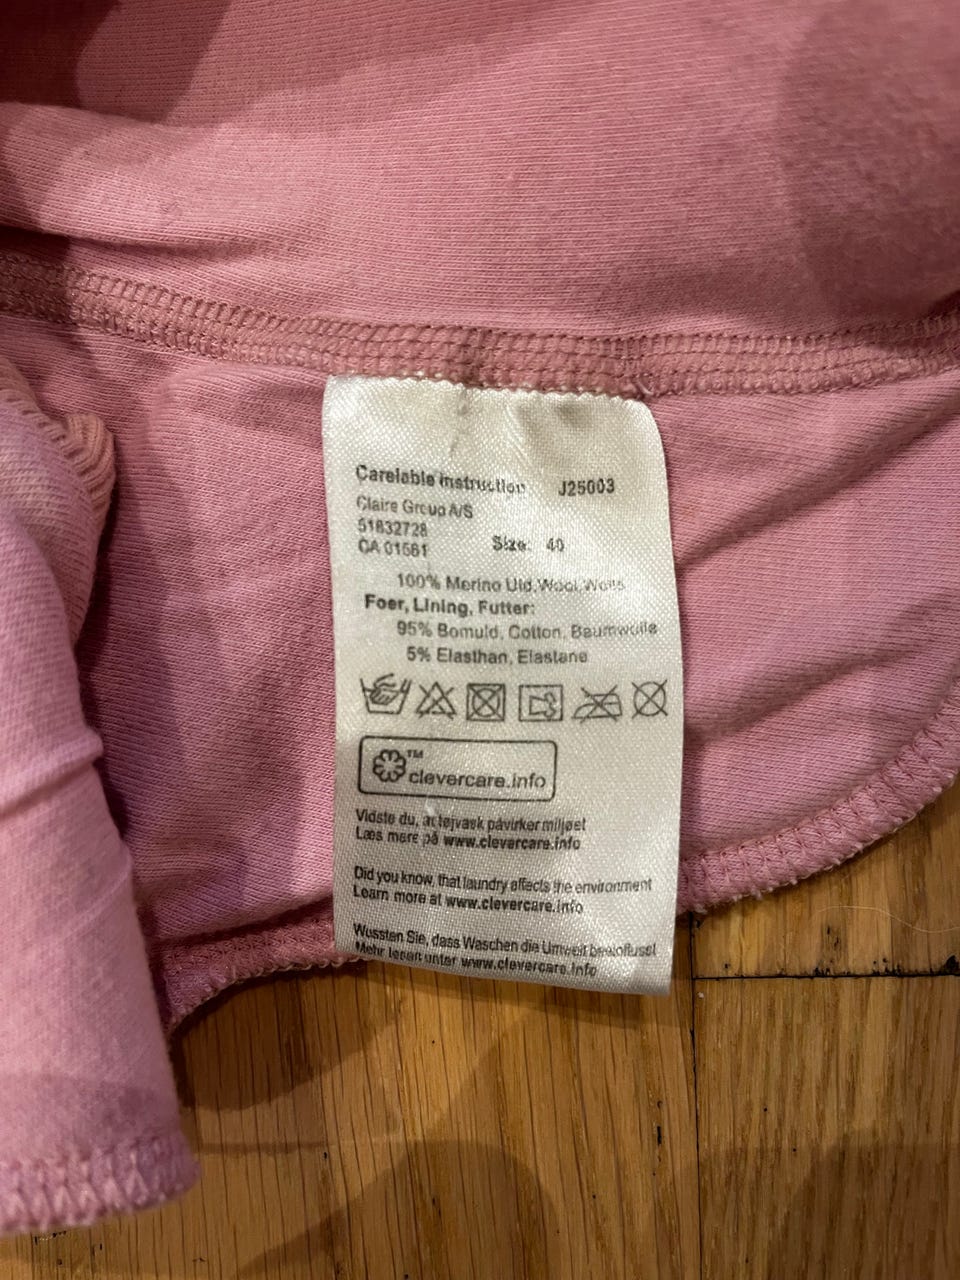 Carelable instruction J25003
Claire Group A/S
51832728
CA 01561 Size: 40
100% Merino Uld, Wool, Wolle
Foer, Lining, Futter:
95% Bomuld, Cotton, Baumwolle
5% Elasthan, Elastane
™
clevercare.info
Vidste du, at tøjvask påvirker miljøet
Læs mere på www.clevercare.info
Did you know, that laundry affects the environment
Learn more at www.clevercare.info
Wussten Sie, dass Waschen die Umwelt
Mehr lesen unter www.clevercare.info